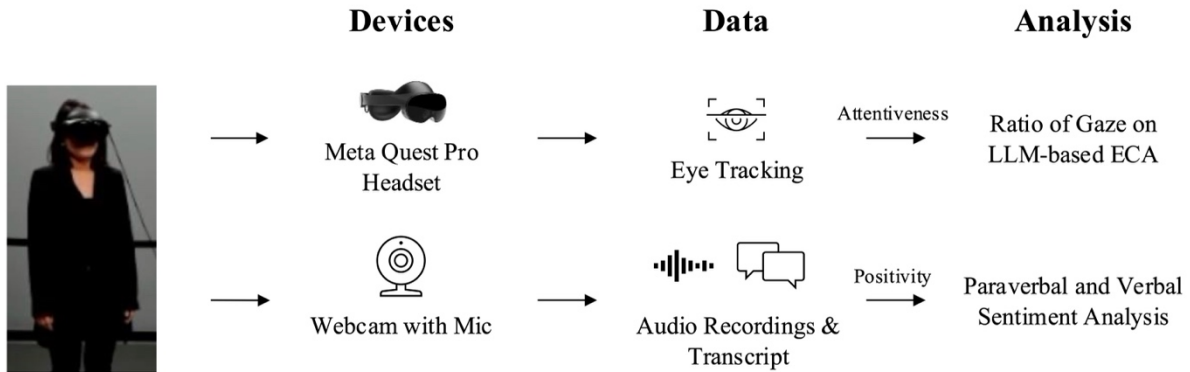 Devices
Data
Analysis
Meta Quest Pro
Headset
Eye Tracking
Attentiveness
Ratio of Gaze on
LLM-based ECA
Webcam with Mic
Audio Recordings &
Transcript
Positivity
Paraverbal and Verbal
Sentiment Analysis